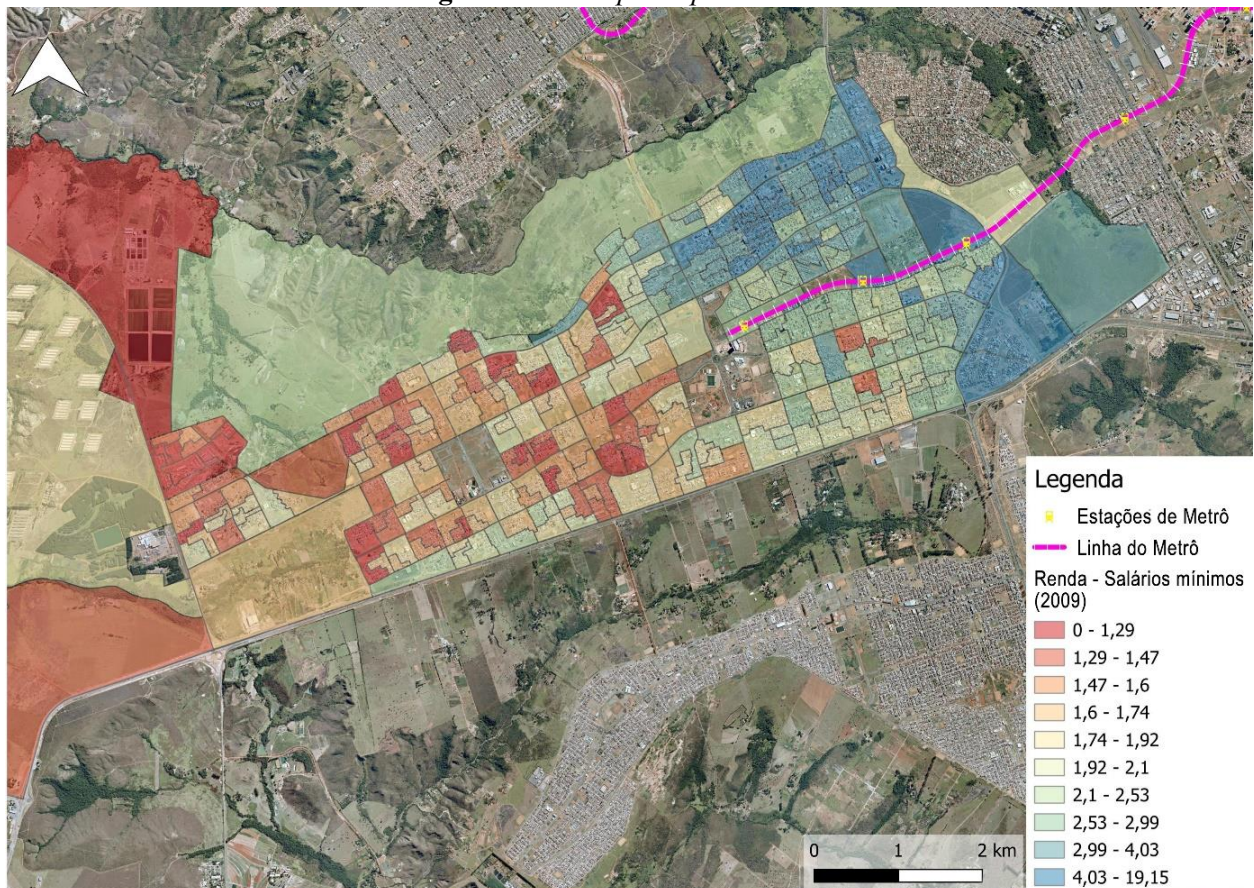 Legenda
Estações de Metrô
Linha do Metrô
Renda - Salários mínimos
(2009)
0 - 1,29
1,29 - 1,47
1,47 - 1,6
1,6 - 1,74
1,74 - 1,92
1,92 - 2,1
2,1 - 2,53
2,53 - 2,99
2,99 - 4,03
4,03 - 19,15
0 1 2 km